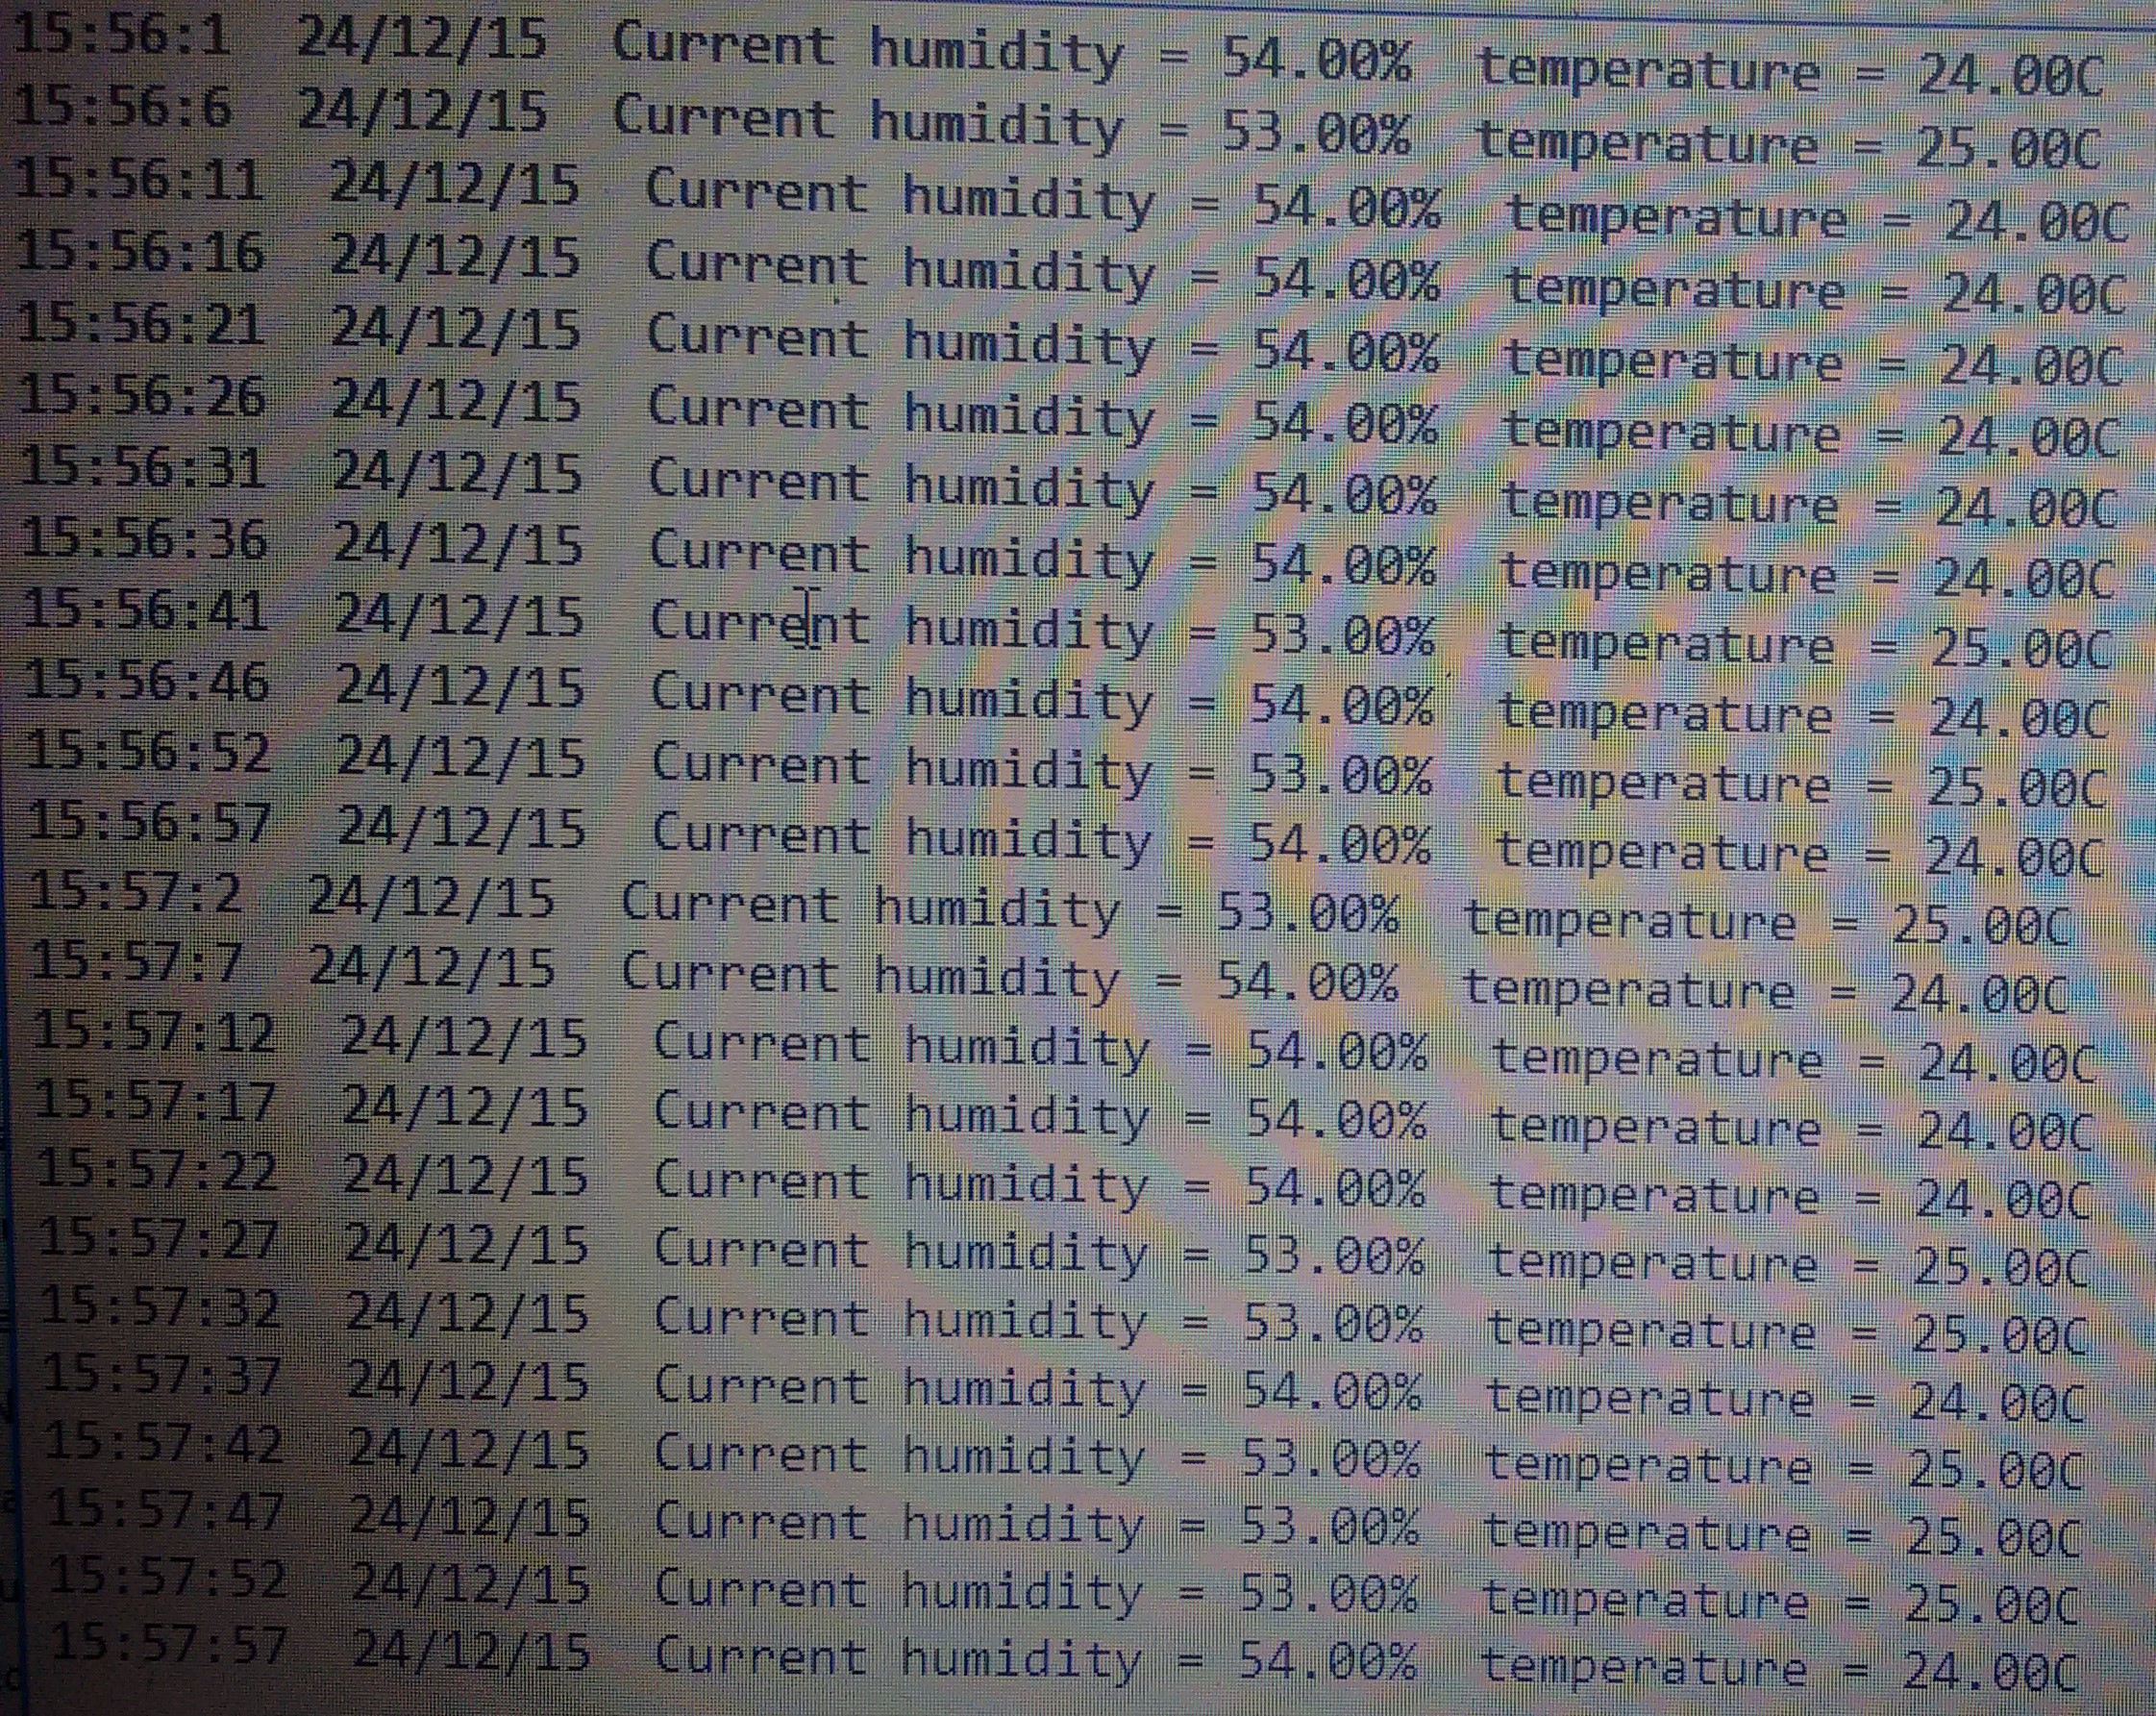 15:56:1  24/12/15  Current humidity = 54.00%  temperature = 24.00C
15:56:6  24/12/15  Current humidity = 53.00%  temperature = 25.00C
15:56:11  24/12/15  Current humidity = 54.00%  temperature = 24.00C
15:56:16  24/12/15  Current humidity = 54.00%  temperature = 24.00C
15:56:21  24/12/15  Current humidity = 54.00%  temperature = 24.00C
15:56:26  24/12/15  Current humidity = 54.00%  temperature = 24.00C
15:56:31  24/12/15  Current humidity = 54.00%  temperature = 24.00C
15:56:36  24/12/15  Current humidity = 54.00%  temperature = 24.00C
15:56:41  24/12/15  Current humidity = 53.00%  temperature = 25.00C
15:56:46  24/12/15  Current humidity = 54.00%  temperature = 24.00C
15:56:52  24/12/15  Current humidity = 53.00%  temperature = 25.00C
15:56:57  24/12/15  Current humidity = 54.00%  temperature = 24.00C
15:57:2  24/12/15  Current humidity = 53.00%  temperature = 25.00C
15:57:7  24/12/15  Current humidity = 54.00%  temperature = 24.00C
15:57:12  24/12/15  Current humidity = 54.00%  temperature = 24.00C
15:57:17  24/12/15  Current humidity = 54.00%  temperature = 24.00C
15:57:22  24/12/15  Current humidity = 54.00%  temperature = 24.00C
15:57:27  24/12/15  Current humidity = 53.00%  temperature = 25.00C
15:57:32  24/12/15  Current humidity = 53.00%  temperature = 25.00C
15:57:37  24/12/15  Current humidity = 54.00%  temperature = 24.00C
15:57:42  24/12/15  Current humidity = 53.00%  temperature = 25.00C
15:57:47  24/12/15  Current humidity = 53.00%  temperature = 25.00C
15:57:52  24/12/15  Current humidity = 53.00%  temperature = 25.00C
15:57:57  24/12/15  Current humidity = 54.00%  temperature = 24.00C